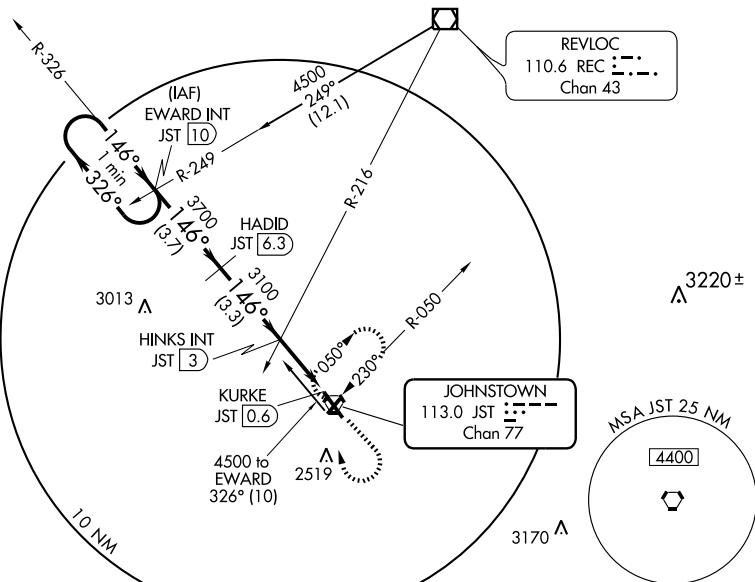 R-326
(IAF)
EWARD INT
JST 10
4500
249°
(12.1)
REVLOC
110.6 REC
Chan 43
R-249
R-216
146°
1 min
326°
3700
146°
(3.7)
HADID
JST 6.3
3100
146°
(3.3)
3013
HINKS INT
JST 3
R-050
050°
230°
3220±
KURKE
JST 0.6
JOHNSTOWN
113.0 JST
Chan 77
4500 to
EWARD
326° (10)
2519
10 NM
MSA JST 25 NM
4400
3170